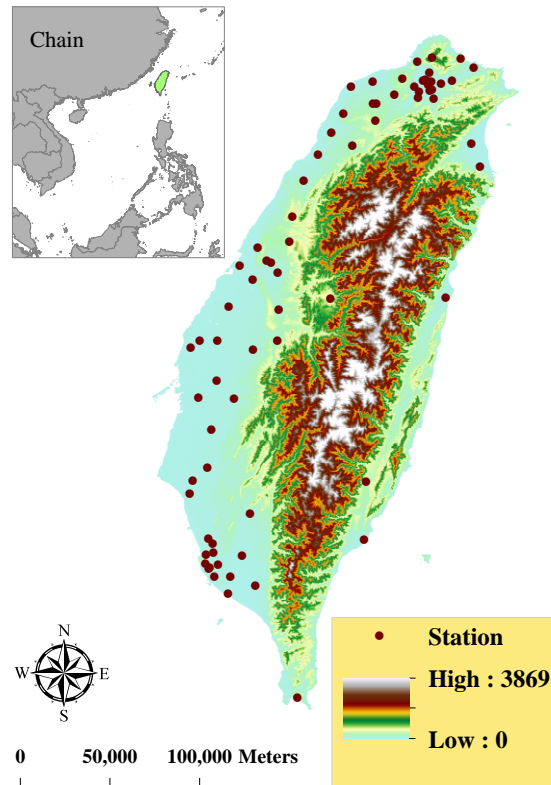 Chain
N
W E
S
Station
High : 3869
Low : 0
0 50,000 100,000 Meters